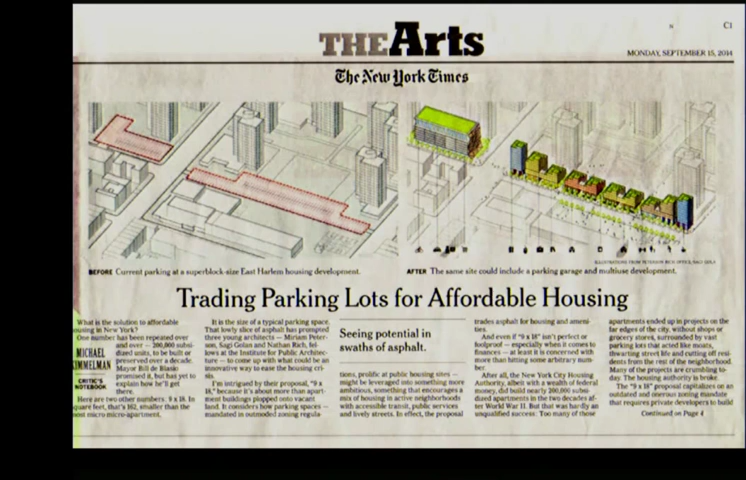 C1
THE Arts
MONDAY, SEPTEMBER 15, 2014
The New York Times
BEFORE Current parking at a superblock-size East Harlem housing development.
AFTER The same site could include a parking garage and multiuse development.
Trading Parking Lots for Affordable Housing
What is the solution to affordable
housing in New York?
One number has been repeated over
and over — 200,000 subsi-
dized units, to be built or
preserved over a decade.
Mayor Bill de Blasio
promised it, but has yet to
explain how he'll get
there.
MICHAEL
KIMMELMAN
CRITIC'S
NOTEBOOK
Here are two other numbers. 9 x 18. In
square feet, that's 162, smaller than the
most micro micro-apartment.
It is the size of a typical parking space.
That lowly slice of asphalt has prompted
three young architects — Miriam Peter-
son, Sagi Golan and Nathan Rich, fel-
lows at the Institute for Public Architec-
ture — to come up with what could be an
innovative way to ease the housing cri-
sis.
I'm intrigued by their proposal, "9 x
18," because it's about more than apart-
ment buildings plopped onto vacant
land. It considers how parking spaces —
mandated in outmoded zoning regula-
Seeing potential in
swaths of asphalt.
tions, prolific at public housing sites —
might be leveraged into something more
ambitious, something that encourages a
mix of housing in active neighborhoods
with accessible transit, public services
and lively streets. In effect, the proposal
trades asphalt for housing and ameni-
ties.
And even if "9 x 18" isn't perfect or
foolproof — especially when it comes to
finances — at least it is concerned with
more than hitting some arbitrary num-
ber.
After all, the New York City Housing
Authority, albeit with a wealth of federal
money, did build nearly 200,000 subsi-
dized apartments in the two decades af-
ter World War II. But that was hardly an
unqualified success. Too many of those
apartments ended up in projects on the
far edges of the city, without shops or
grocery stores, surrounded by vast
parking lots that acted like moats,
thwarting street life and cutting off resi-
dents from the rest of the neighborhood.
Many of the projects are crumbling to-
day. The housing authority is broke.
The "9 x 18" proposal capitalizes on an
outdated and onerous zoning mandate
that requires private developers to build
Continued on Page 4